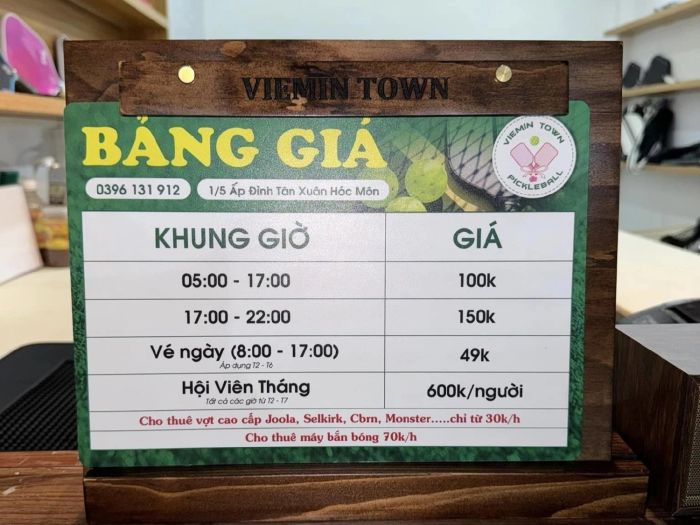 VIEMIN TOWN
BẢNG GIÁ
VIEMIN TOWN
PICKLEBALL
0396 131 912
1/5 Ấp Đình Tân Xuân Hóc Môn
KHUNG GIỜ GIÁ
05:00 - 17:00 100k
17:00 - 22:00 150k
Vé ngày (8:00 - 17:00) 49k
Áp dụng T2 - T6
Hội Viên Tháng 600k/người
Tất cả các giờ từ T2 - T7
Cho thuê vợt cao cấp Joola, Selkirk, Cbrn, Monster.....chỉ từ 30k/h
Cho thuê máy bắn bóng 70k/h